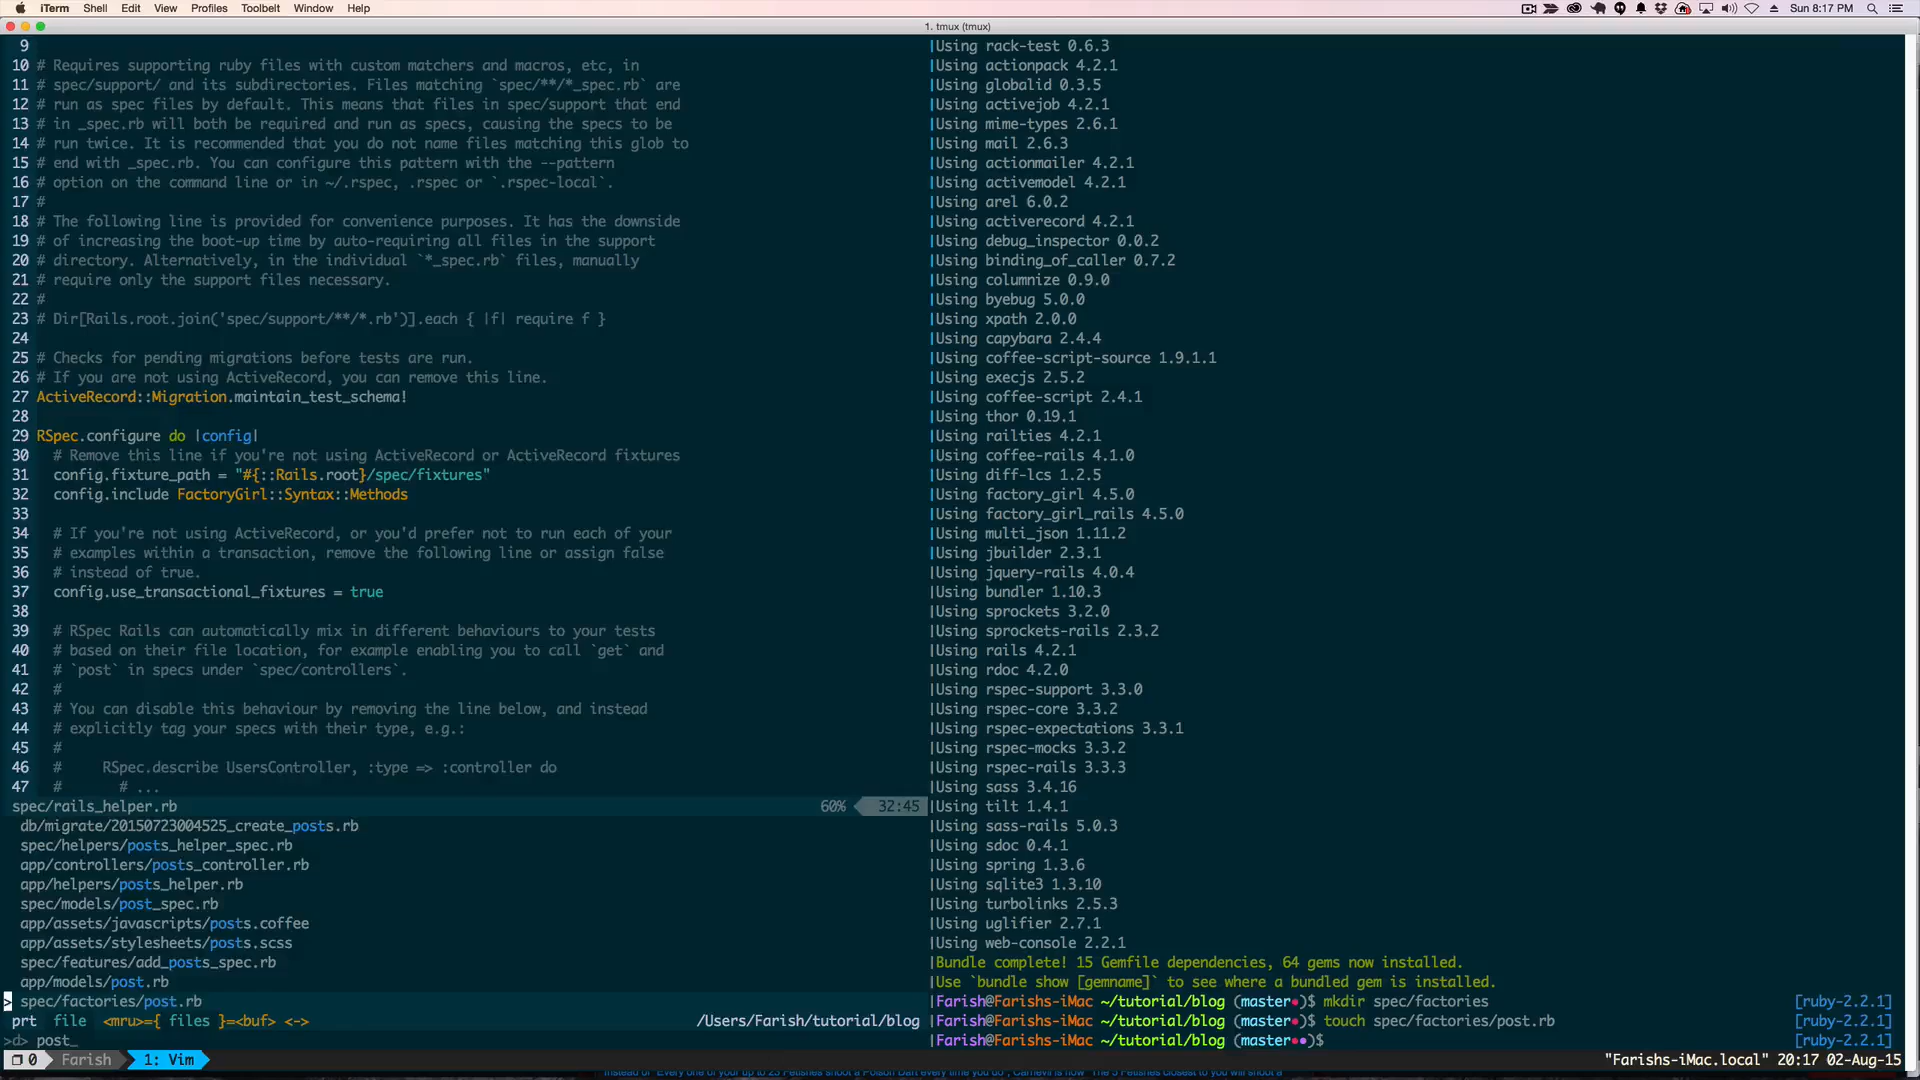 iTerm Shell Edit View Profiles Toolbelt Window Help Sun 8:17 PM
1. tmux (tmux)
9
10 # Requires supporting ruby files with custom matchers and macros, etc, in
11 # spec/support/ and its subdirectories. Files matching `spec/**/*_spec.rb` are
12 # run as spec files by default. This means that files in spec/support that end
13 # in _spec.rb will both be required and run as specs, causing the specs to be
14 # run twice. It is recommended that you do not name files matching this glob to
15 # end with _spec.rb. You can configure this pattern with the --pattern
16 # option on the command line or in ~/.rspec, .rspec or `.rspec-local`.
17 #
18 # The following line is provided for convenience purposes. It has the downside
19 # of increasing the boot-up time by auto-requiring all files in the support
20 # directory. Alternatively, in the individual `*_spec.rb` files, manually
21 # require only the support files necessary.
22 #
23 # Dir[Rails.root.join('spec/support/**/*.rb')].each { |f| require f }
24
25 # Checks for pending migrations before tests are run.
26 # If you are not using ActiveRecord, you can remove this line.
27 ActiveRecord::Migration.maintain_test_schema!
28
29 RSpec.configure do |config|
30 # Remove this line if you're not using ActiveRecord or ActiveRecord fixtures
31 config.fixture_path = "#{::Rails.root}/spec/fixtures"
32 config.include FactoryGirl::Syntax::Methods
33
34 # If you're not using ActiveRecord, or you'd prefer not to run each of your
35 # examples within a transaction, remove the following line or assign false
36 # instead of true.
37 config.use_transactional_fixtures = true
38
39 # RSpec Rails can automatically mix in different behaviours to your tests
40 # based on their file location, for example enabling you to call `get` and
41 # `post` in specs under `spec/controllers`.
42 #
43 # You can disable this behaviour by removing the line below, and instead
44 # explicitly tag your specs with their type, e.g.:
45 #
46 # RSpec.describe UsersController, :type => :controller do
47 # # ...
spec/rails_helper.rb 60% 32:45
db/migrate/20150723004525_create_posts.rb
spec/helpers/posts_helper_spec.rb
app/controllers/posts_controller.rb
app/helpers/posts_helper.rb
spec/models/post_spec.rb
app/assets/javascripts/posts.coffee
app/assets/stylesheets/posts.scss
spec/features/add_posts_spec.rb
app/models/post.rb
> spec/factories/post.rb
prt file <mru>={ files }=<buf> <-> /Users/Farish/tutorial/blog
>d> post_
|Using rack-test 0.6.3
|Using actionpack 4.2.1
|Using globalid 0.3.5
|Using activejob 4.2.1
|Using mime-types 2.6.1
|Using mail 2.6.3
|Using actionmailer 4.2.1
|Using activemodel 4.2.1
|Using arel 6.0.2
|Using activerecord 4.2.1
|Using debug_inspector 0.0.2
|Using binding_of_caller 0.7.2
|Using columnize 0.9.0
|Using byebug 5.0.0
|Using xpath 2.0.0
|Using capybara 2.4.4
|Using coffee-script-source 1.9.1.1
|Using execjs 2.5.2
|Using coffee-script 2.4.1
|Using thor 0.19.1
|Using railties 4.2.1
|Using coffee-rails 4.1.0
|Using diff-lcs 1.2.5
|Using factory_girl 4.5.0
|Using factory_girl_rails 4.5.0
|Using multi_json 1.11.2
|Using jbuilder 2.3.1
|Using jquery-rails 4.0.4
|Using bundler 1.10.3
|Using sprockets 3.2.0
|Using sprockets-rails 2.3.2
|Using rails 4.2.1
|Using rdoc 4.2.0
|Using rspec-support 3.3.0
|Using rspec-core 3.3.2
|Using rspec-expectations 3.3.1
|Using rspec-mocks 3.3.2
|Using rspec-rails 3.3.3
|Using sass 3.4.16
|Using tilt 1.4.1
|Using sass-rails 5.0.3
|Using sdoc 0.4.1
|Using spring 1.3.6
|Using sqlite3 1.3.10
|Using turbolinks 2.5.3
|Using uglifier 2.7.1
|Using web-console 2.2.1
|Bundle complete! 15 Gemfile dependencies, 64 gems now installed.
|Use `bundle show [gemname]` to see where a bundled gem is installed.
|Farish@Farishs-iMac ~/tutorial/blog (master•)$ mkdir spec/factories [ruby-2.2.1]
|Farish@Farishs-iMac ~/tutorial/blog (master•)$ touch spec/factories/post.rb [ruby-2.2.1]
|Farish@Farishs-iMac ~/tutorial/blog (master••)$ [ruby-2.2.1]
0 Farish 1: Vim "Farishs-iMac.local" 20:17 02-Aug-15